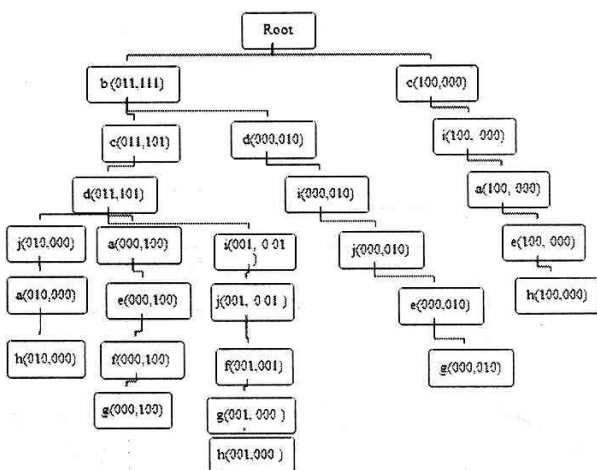 Root
b(011,111)
c(100,000)
c(011,101)
d(000,010)
i(100, 000)
d(011,101)
i(000,010)
a(100, 000)
j(010,000)
a(000,100)
i(001, 0 01
)
j(000,010)
e(100, 000)
a(010,000)
e(000,100)
j(001, 0 01 )
e(000,010)
h(100,000)
h(010,000)
f(000,100)
f(001,001)
g(000,010)
g(000,100)
g(001, 000 )
h(001,000 )